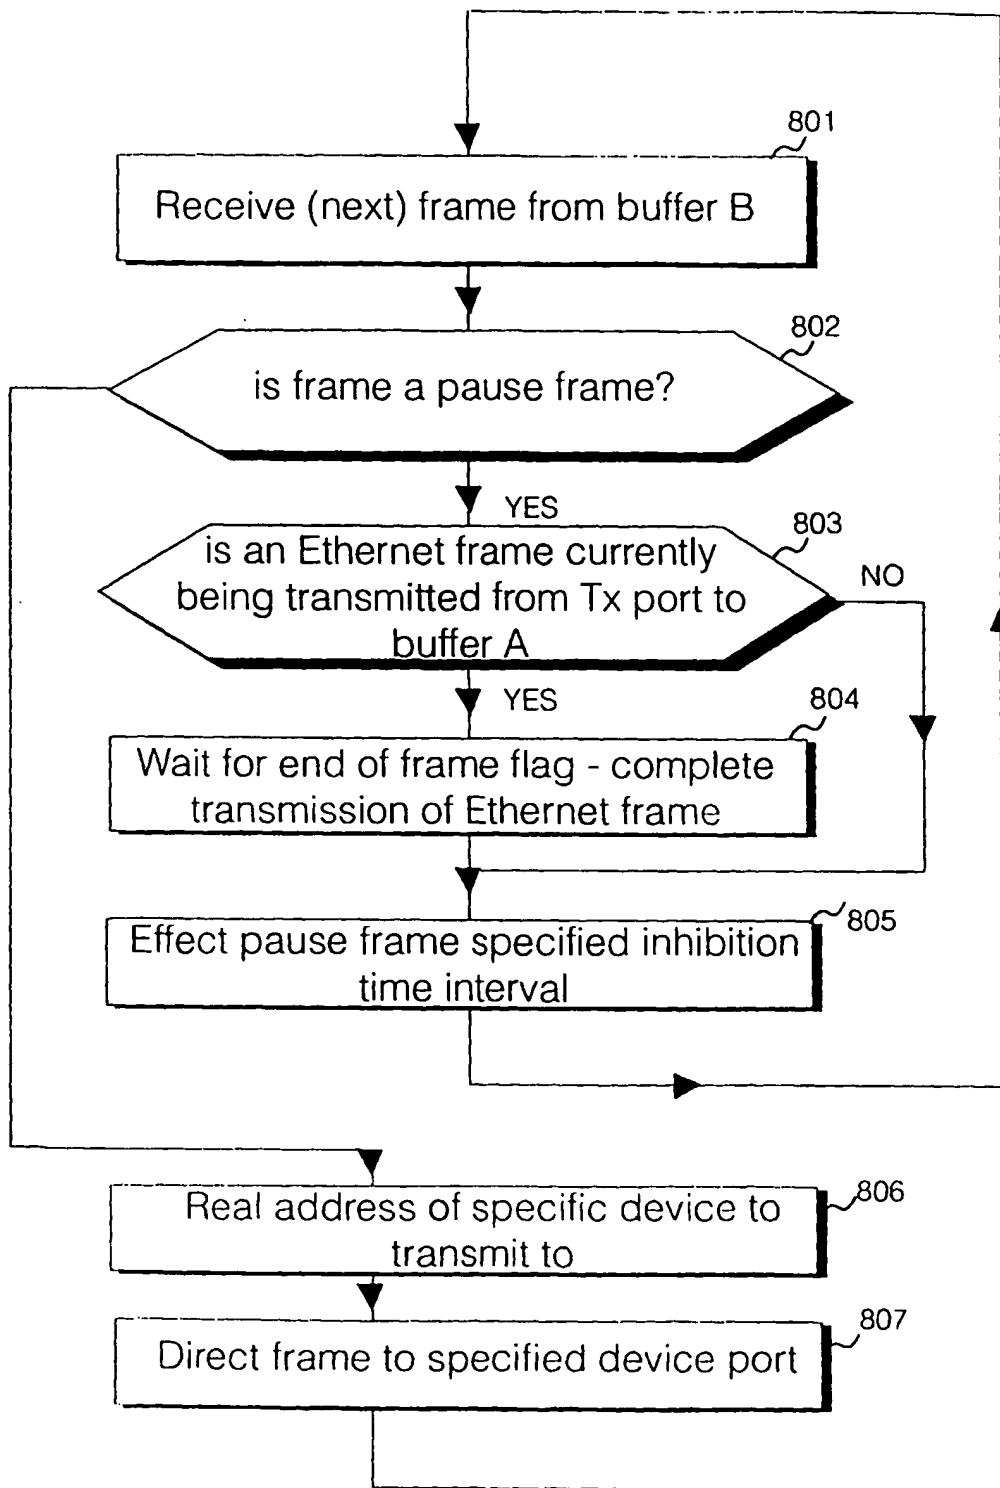 801
Receive (next) frame from buffer B
802
is frame a pause frame?
YES
803
is an Ethernet frame currently
being transmitted from Tx port to
buffer A
NO
YES
804
Wait for end of frame flag - complete
transmission of Ethernet frame
805
Effect pause frame specified inhibition
time interval
806
Real address of specific device to
transmit to
807
Direct frame to specified device port